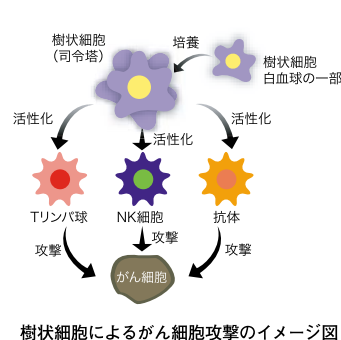 樹状細胞
（司令塔）
培養
樹状細胞
白血球の一部
活性化
活性化
活性化
Tリンパ球
NK細胞
抗体
攻撃
攻撃
攻撃
がん細胞
樹状細胞によるがん細胞攻撃のイメージ図